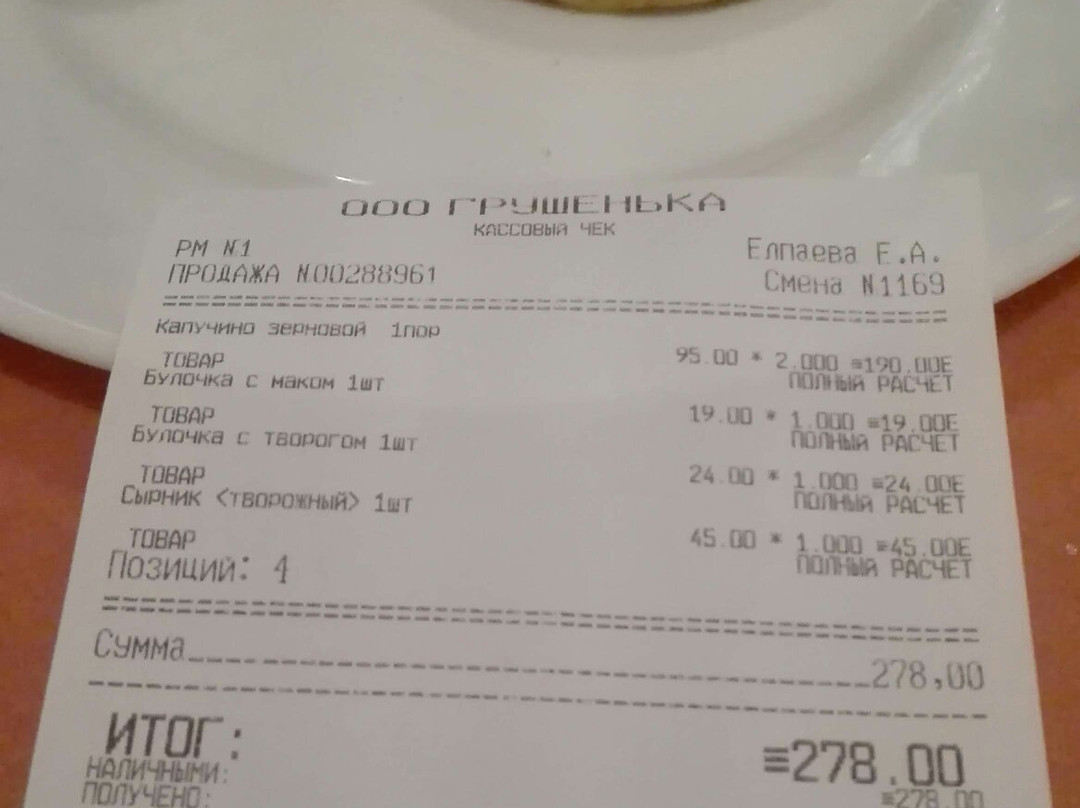 ООО ГРУШЕНЬКА
КАССОВЫЙ ЧЕК
РМ N1 Елпаева Е.А.
ПРОДАЖА N00288961 Смена N1169
Капучино зерновой 1пор
ТОВАР 95.00 * 2.000 =190.00Е
ПОЛНЫЙ РАСЧЕТ
Булочка с маком 1шт
ТОВАР 19.00 * 1.000 =19.00Е
ПОЛНЫЙ РАСЧЕТ
Булочка с творогом 1шт
ТОВАР 24.00 * 1.000 =24.00Е
ПОЛНЫЙ РАСЧЕТ
Сырник <творожный> 1шт
ТОВАР 45.00 * 1.000 =45.00Е
ПОЛНЫЙ РАСЧЕТ
Позиций: 4
Сумма 278,00
ИТОГ: =278.00
НАЛИЧНЫМИ:
ПОЛУЧЕНО: =278.00